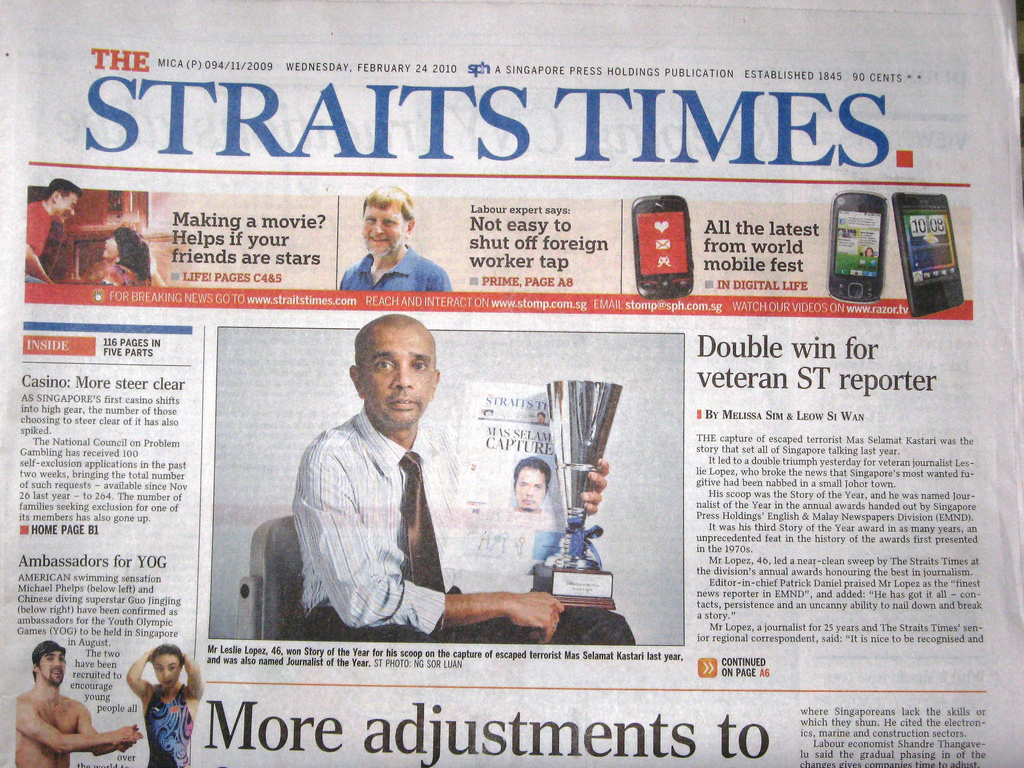 THE MICA (P) 094/11/2009 WEDNESDAY, FEBRUARY 24 2010 sph A SINGAPORE PRESS HOLDINGS PUBLICATION ESTABLISHED 1845 90 CENTS * *
STRAITS TIMES.
Making a movie?
Helps if your
friends are stars
LIFE! PAGES C4&5
Labour expert says:
Not easy to
shut off foreign
worker tap
PRIME, PAGE A8
All the latest
from world
mobile fest
IN DIGITAL LIFE
10:08
FOR BREAKING NEWS GO TO www.straitstimes.com REACH AND INTERACT ON www.stomp.com.sg EMAIL stomp@sph.com.sg WATCH OUR VIDEOS ON www.razor.tv
INSIDE
116 PAGES IN
FIVE PARTS
Casino: More steer clear
AS SINGAPORE'S first casino shifts
into high gear, the number of those
choosing to steer clear of it has also
spiked.
The National Council on Problem
Gambling has received 100
self-exclusion applications in the past
two weeks, bringing the total number
of such requests – available since Nov
26 last year – to 264. The number of
families seeking exclusion for one of
its members has also gone up.
HOME PAGE B1
Ambassadors for YOG
AMERICAN swimming sensation
Michael Phelps (below left) and
Chinese diving superstar Guo Jingjing
(below right) have been confirmed as
ambassadors for the Youth Olympic
Games (YOG) to be held in Singapore
in August.
The two
have been
recruited to
encourage
young
people all
over
the world to
STRAITS TI
MAS SELAM
CAPTURE
Mr Leslie Lopez, 46, won Story of the Year for his scoop on the capture of escaped terrorist Mas Selamat Kastari last year,
and was also named Journalist of the Year. ST PHOTO: NG SOR LUAN
Double win for
veteran ST reporter
BY MELISSA SIM & LEOW SI WAN
THE capture of escaped terrorist Mas Selamat Kastari was the
story that set all of Singapore talking last year.
It led to a double triumph yesterday for veteran journalist Les-
lie Lopez, who broke the news that Singapore's most wanted fu-
gitive had been nabbed in a small Johor town.
His scoop was the Story of the Year, and he was named Jour-
nalist of the Year in the annual awards handed out by Singapore
Press Holdings' English & Malay Newspapers Division (EMND).
It was his third Story of the Year award in as many years, an
unprecedented feat in the history of the awards first presented
in the 1970s.
Mr Lopez, 46, led a near-clean sweep by The Straits Times at
the division's annual awards honouring the best in journalism.
Editor-in-chief Patrick Daniel praised Mr Lopez as the "finest
news reporter in EMND", and added: "He has got it all – con-
tacts, persistence and an uncanny ability to nail down and break
a story."
Mr Lopez, a journalist for 25 years and The Straits Times' sen-
ior regional correspondent, said: "It is nice to be recognised and
CONTINUED
ON PAGE A6
More adjustments to
where Singaporeans lack the skills or
which they shun. He cited the electron-
ics, marine and construction sectors.
Labour economist Shandre Thangave-
lu said the gradual phasing in of the
changes gives companies time to adjust.